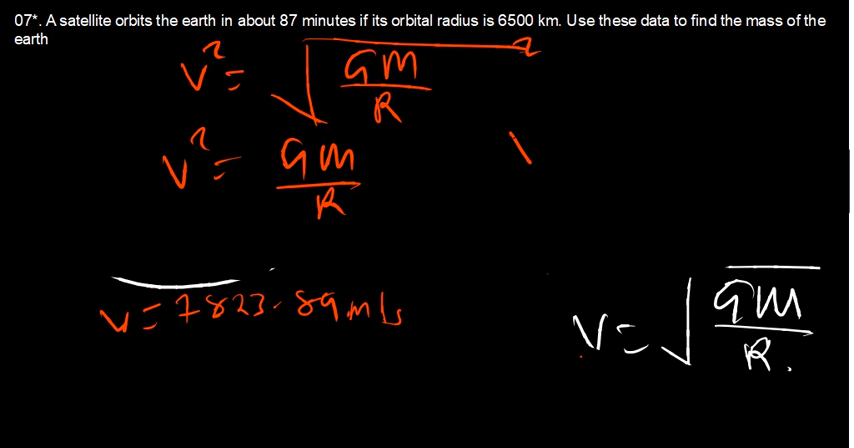 07*. A satellite orbits the earth in about 87 minutes if its orbital radius is 6500 km. Use these data to find the mass of the
earth
v² = √(GM/R)²
v² = GM/R
v = 7823.89 m/s
v = √(GM/R).